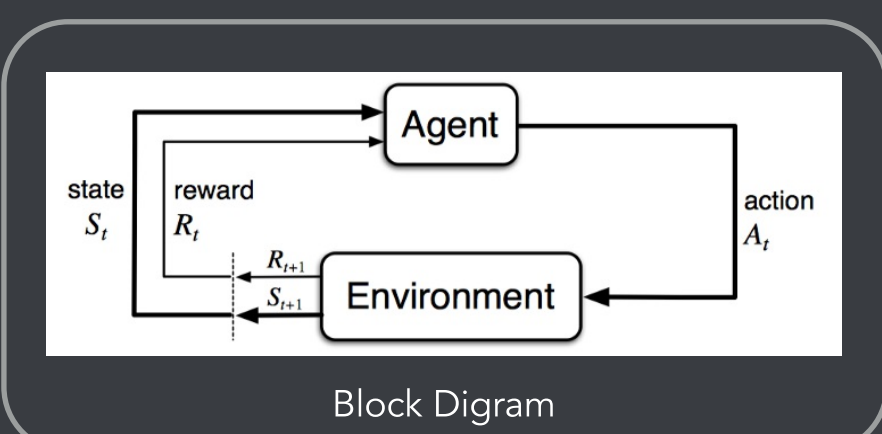 Agent
state
S_t
reward
R_t
action
A_t
R_{t+1}
S_{t+1}
Environment
Block Digram